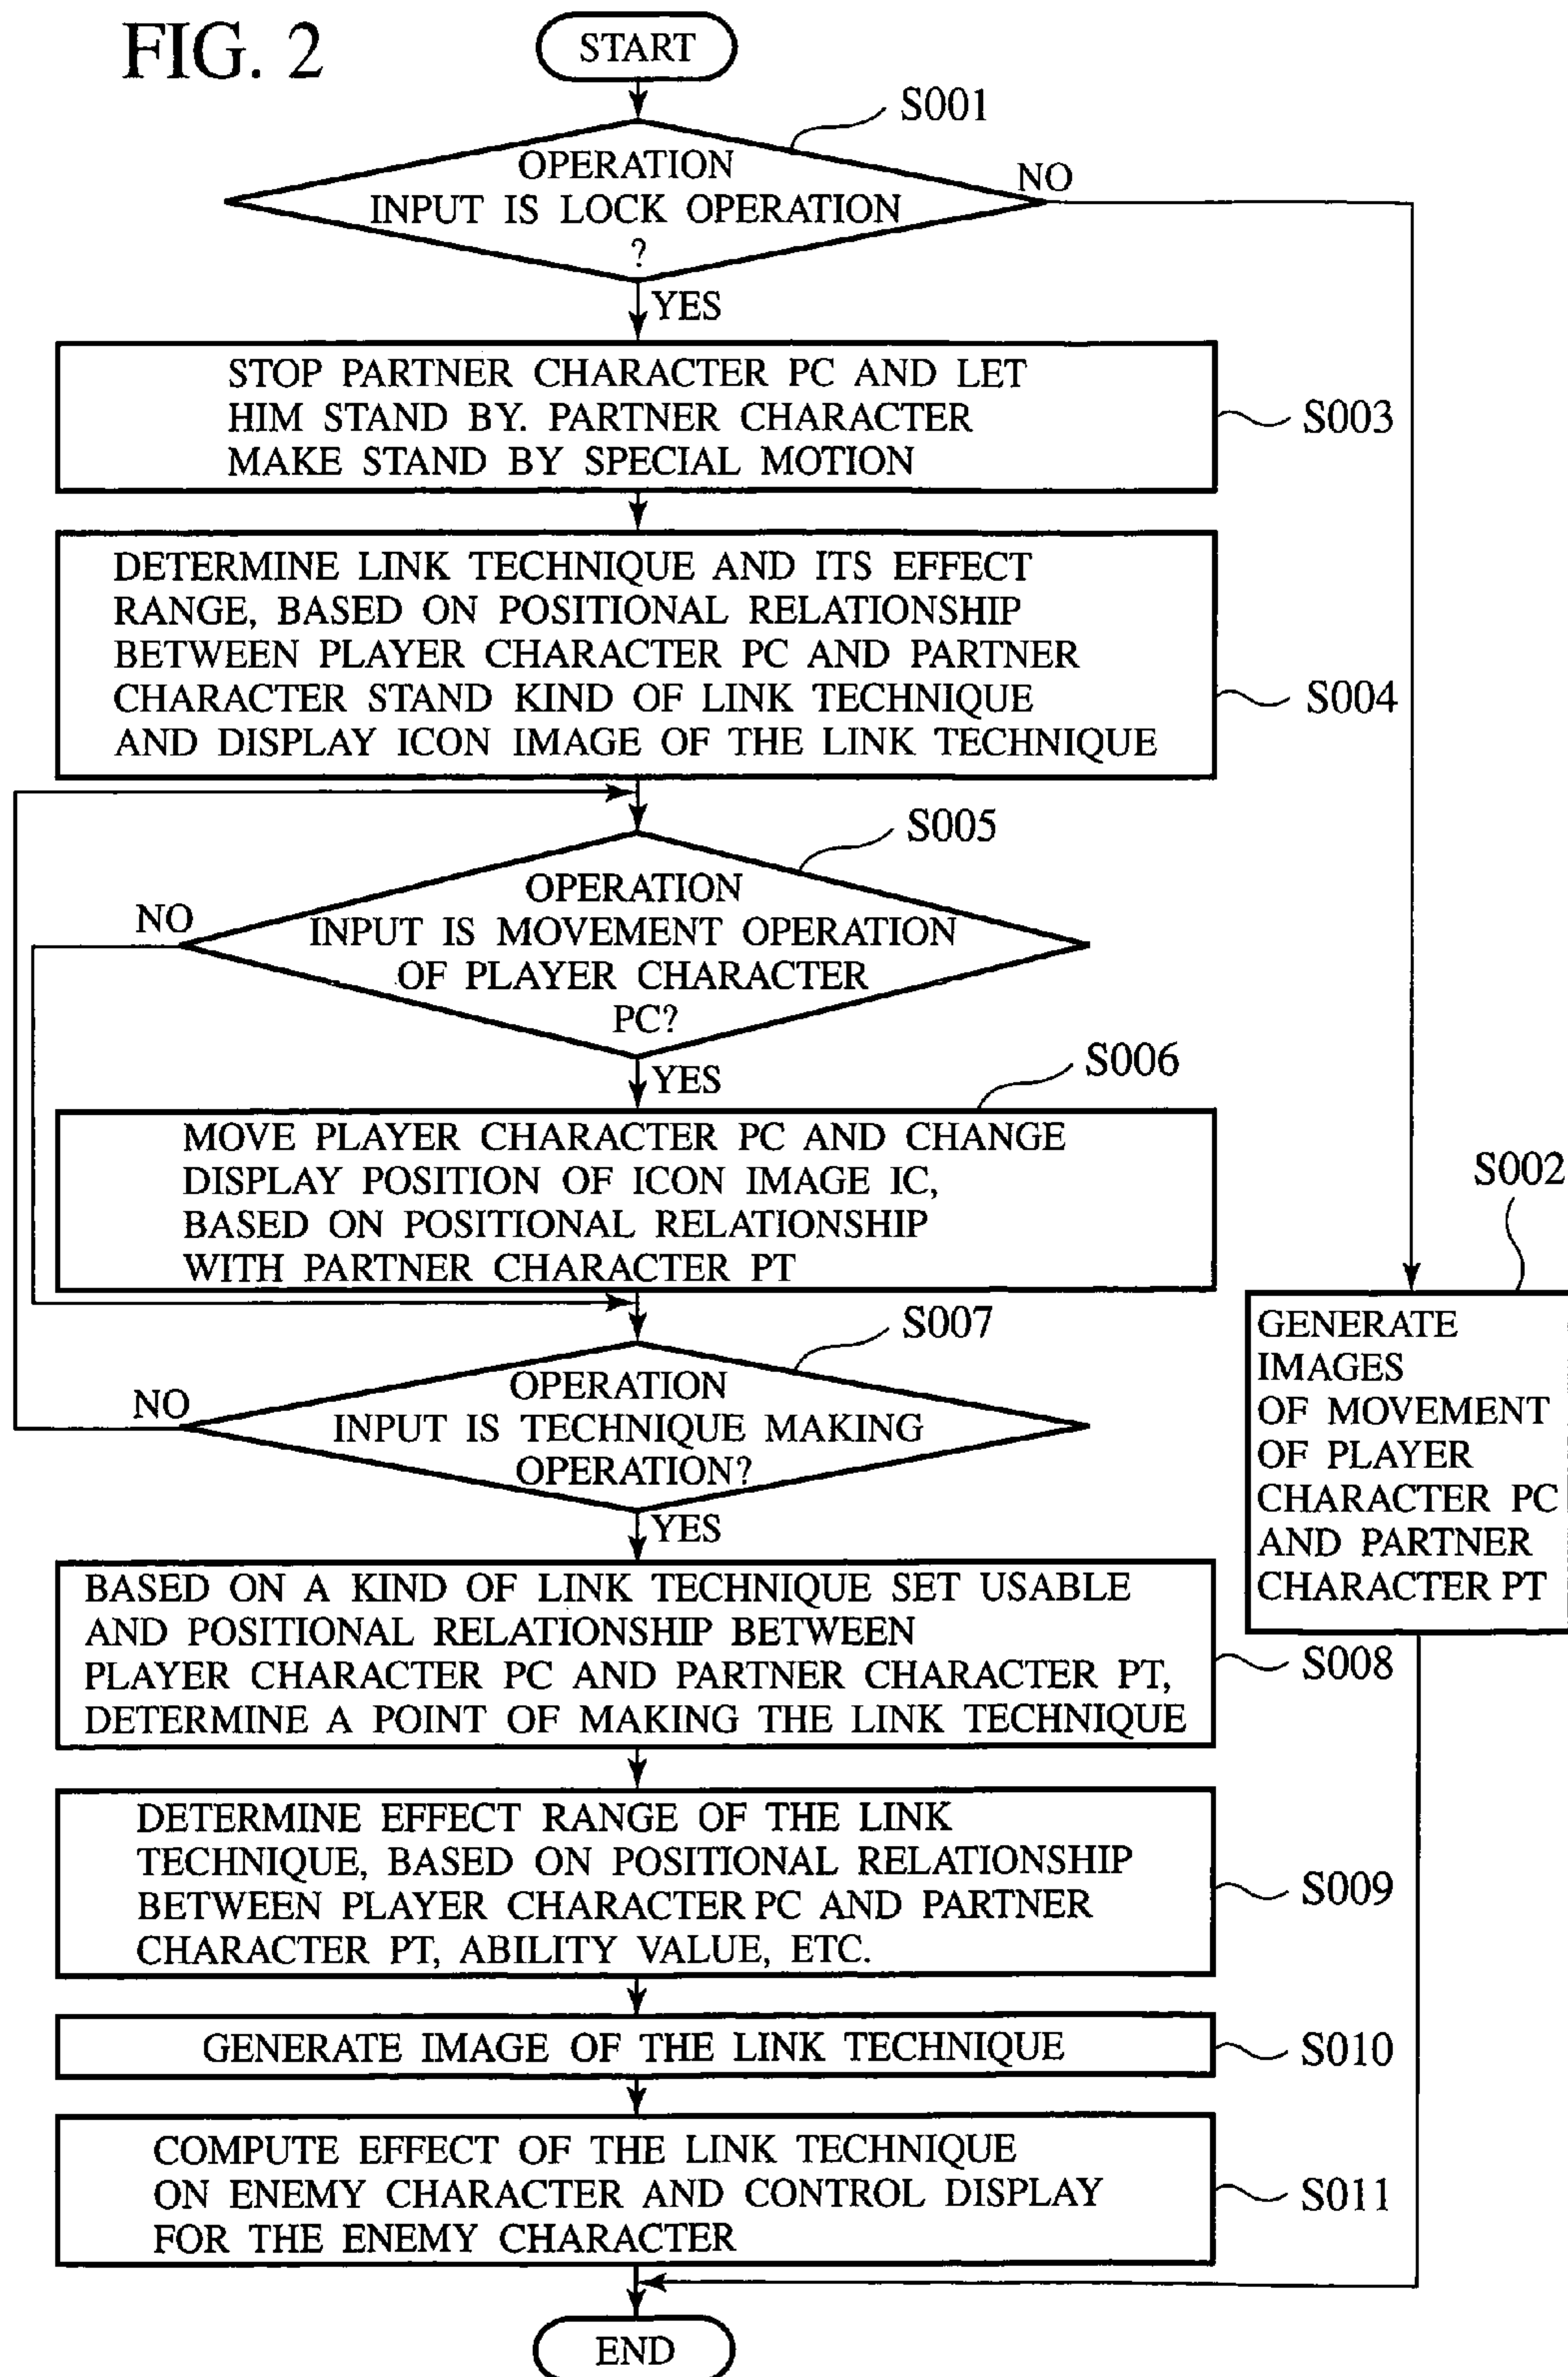 FIG. 2
START
S001
OPERATION
INPUT IS LOCK OPERATION
?
NO
YES
STOP PARTNER CHARACTER PC AND LET
HIM STAND BY. PARTNER CHARACTER
MAKE STAND BY SPECIAL MOTION
S003
DETERMINE LINK TECHNIQUE AND ITS EFFECT
RANGE, BASED ON POSITIONAL RELATIONSHIP
BETWEEN PLAYER CHARACTER PC AND PARTNER
CHARACTER STAND KIND OF LINK TECHNIQUE
AND DISPLAY ICON IMAGE OF THE LINK TECHNIQUE
S004
S005
OPERATION
INPUT IS MOVEMENT OPERATION
OF PLAYER CHARACTER
PC?
NO
YES
S006
MOVE PLAYER CHARACTER PC AND CHANGE
DISPLAY POSITION OF ICON IMAGE IC,
BASED ON POSITIONAL RELATIONSHIP
WITH PARTNER CHARACTER PT
S002
GENERATE
IMAGES
OF MOVEMENT
OF PLAYER
CHARACTER PC
AND PARTNER
CHARACTER PT
S007
OPERATION
INPUT IS TECHNIQUE MAKING
OPERATION?
NO
YES
BASED ON A KIND OF LINK TECHNIQUE SET USABLE
AND POSITIONAL RELATIONSHIP BETWEEN
PLAYER CHARACTER PC AND PARTNER CHARACTER PT,
DETERMINE A POINT OF MAKING THE LINK TECHNIQUE
S008
DETERMINE EFFECT RANGE OF THE LINK
TECHNIQUE, BASED ON POSITIONAL RELATIONSHIP
BETWEEN PLAYER CHARACTER PC AND PARTNER
CHARACTER PT, ABILITY VALUE, ETC.
S009
GENERATE IMAGE OF THE LINK TECHNIQUE
S010
COMPUTE EFFECT OF THE LINK TECHNIQUE
ON ENEMY CHARACTER AND CONTROL DISPLAY
FOR THE ENEMY CHARACTER
S011
END